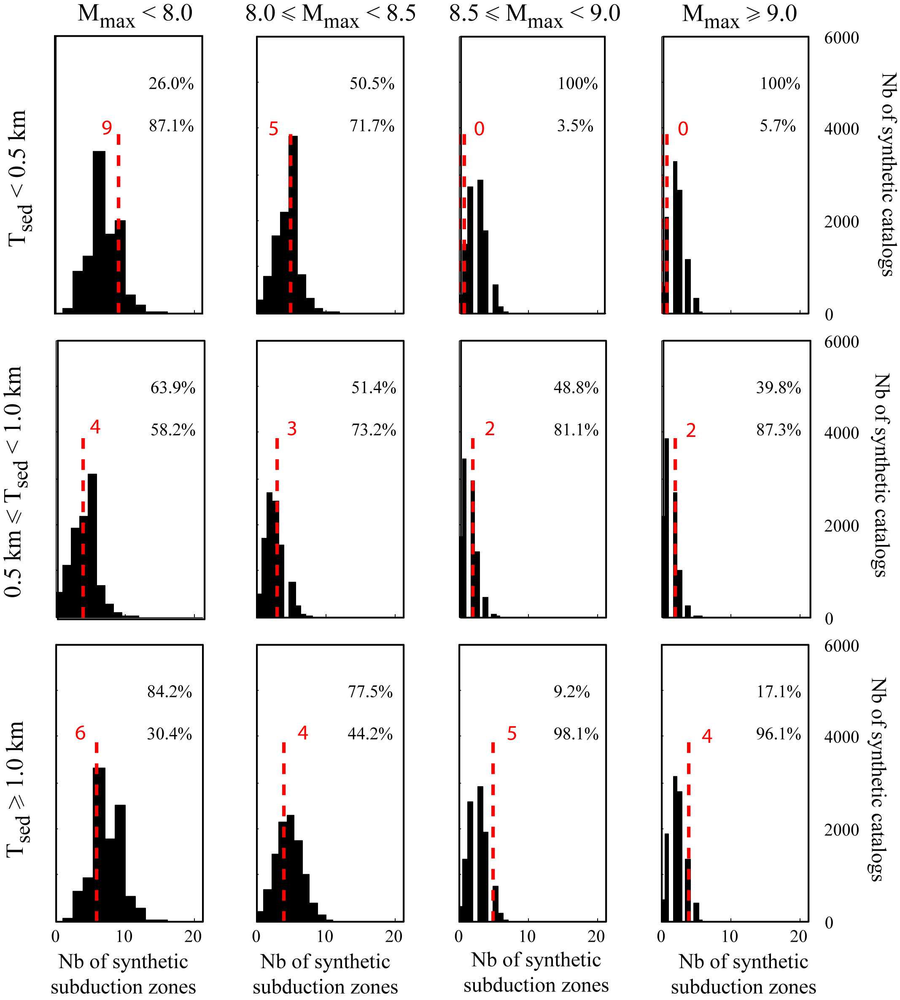 M_max < 8.0
8.0 ⩽ M_max < 8.5
8.5 ⩽ M_max < 9.0
M_max ⩾ 9.0
T_sed < 0.5 km
26.0%
87.1%
9
50.5%
71.7%
5
100%
3.5%
0
100%
5.7%
0
6000
4000
2000
0
Nb of synthetic catalogs
0.5 km ⩽ T_sed < 1.0 km
63.9%
58.2%
4
51.4%
73.2%
3
48.8%
81.1%
2
39.8%
87.3%
2
6000
4000
2000
0
Nb of synthetic catalogs
T_sed ⩾ 1.0 km
84.2%
30.4%
6
77.5%
44.2%
4
9.2%
98.1%
5
17.1%
96.1%
4
6000
4000
2000
0
Nb of synthetic catalogs
0 10 20
0 10 20
0 10 20
0 10 20
Nb of synthetic
subduction zones
Nb of synthetic
subduction zones
Nb of synthetic
subduction zones
Nb of synthetic
subduction zones